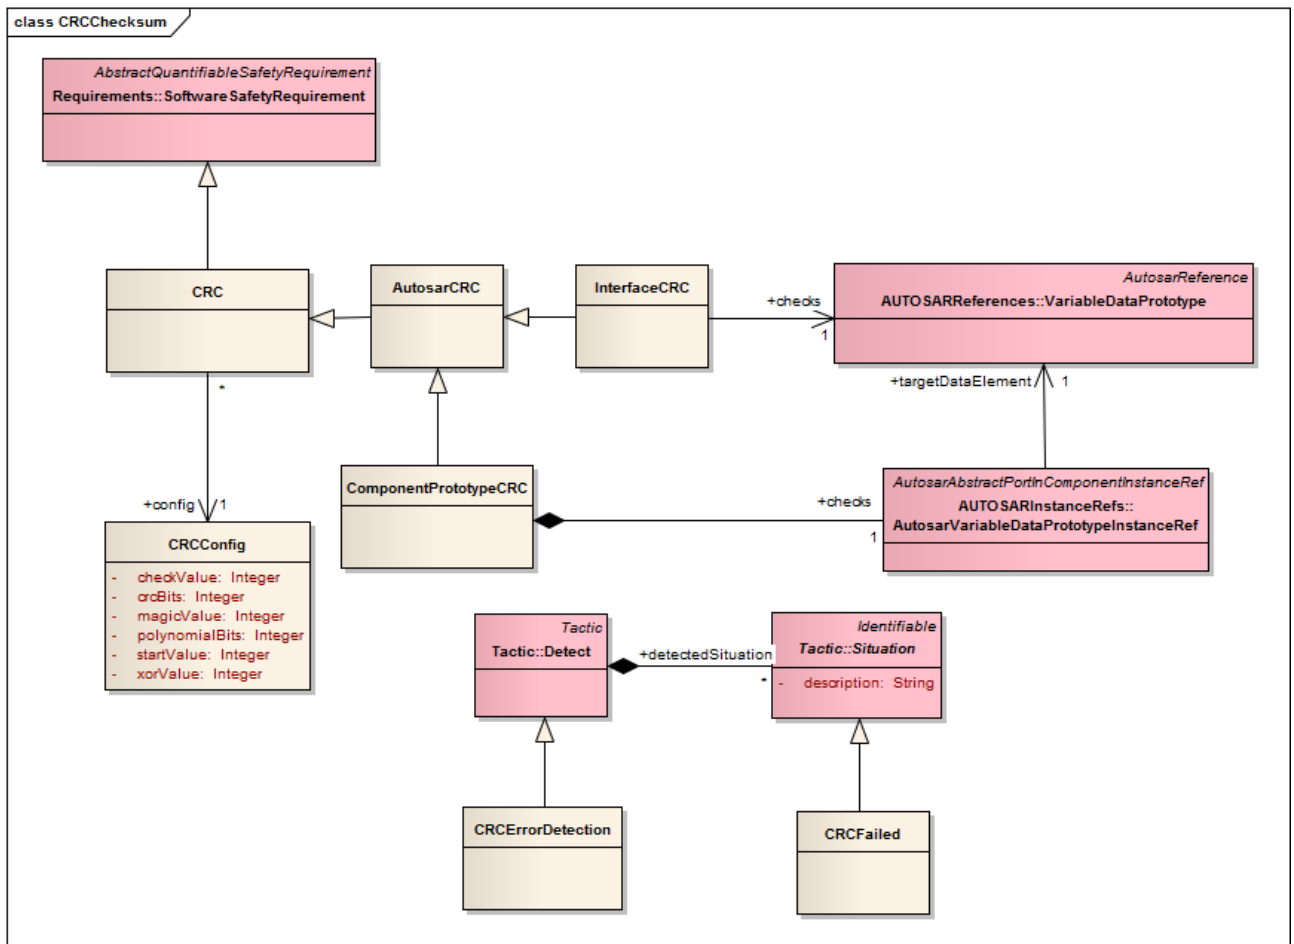 class CRCChecksum
AbstractQuantifiableSafetyRequirement
Requirements::SoftwareSafetyRequirement
CRC
AutosarCRC
InterfaceCRC
+checks
1
AutosarReference
AUTOSARReferences::VariableDataPrototype
*
+targetDataElement
1
+config
1
ComponentPrototypeCRC
+checks
1
AutosarAbstractPortInComponentInstanceRef
AUTOSARInstanceRefs::
AutosarVariableDataPrototypeInstanceRef
CRCConfig
- checkValue: Integer
- crcBits: Integer
- magicValue: Integer
- polynomialBits: Integer
- startValue: Integer
- xorValue: Integer
Tactic
Tactic::Detect
+detectedSituation
*
Identifiable
Tactic::Situation
- description: String
CRCErrorDetection
CRCFailed